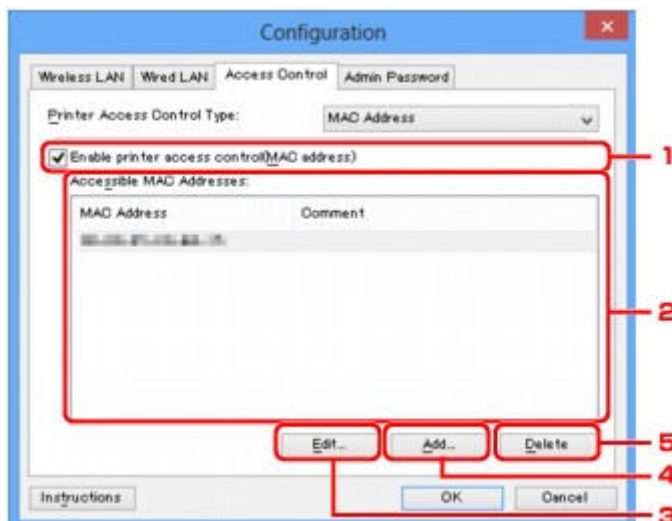 Configuration
Wireless LAN Wired LAN Access Control Admin Password
Printer Access Control Type: MAC Address
Enable printer access control(MAC address) 1
Accessible MAC Addresses:
MAC Address Comment
2
Edit... Add... Delete 5
4
Instructions OK Cancel
3